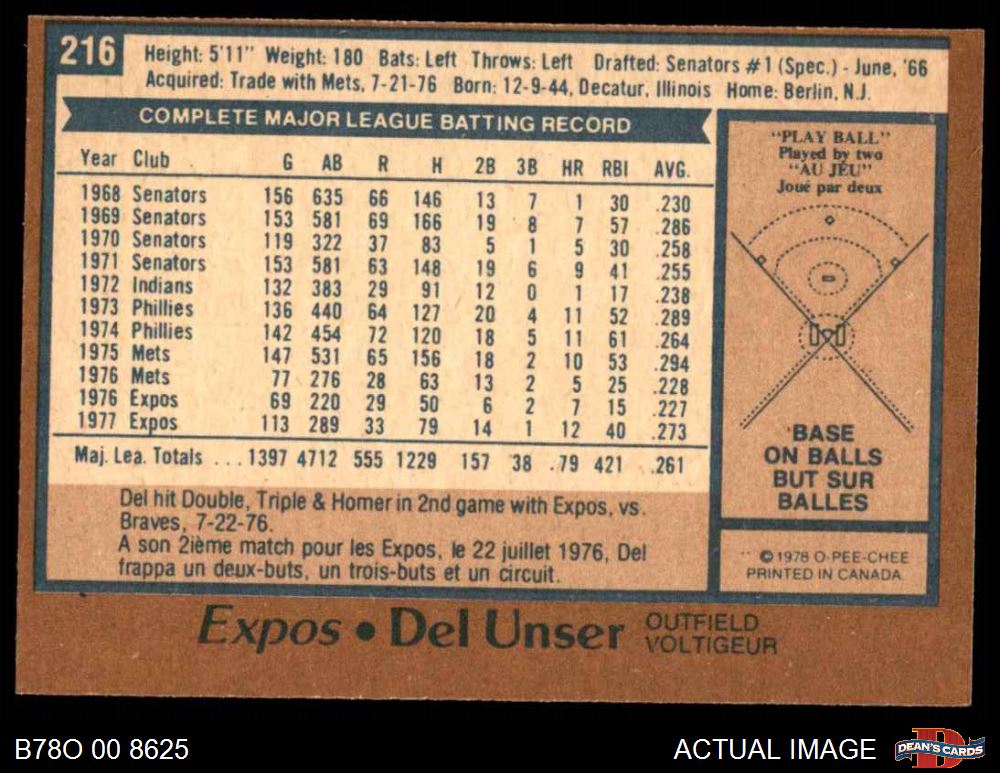 216
Height: 5'11" Weight: 180 Bats: Left Throws: Left Drafted: Senators #1 (Spec.) - June, '66
Acquired: Trade with Mets, 7-21-76 Born: 12-9-44, Decatur, Illinois Home: Berlin, N.J.
COMPLETE MAJOR LEAGUE BATTING RECORD
Year Club G AB R H 2B 3B HR RBI AVG.
1968 Senators 156 635 66 146 13 7 1 30 .230
1969 Senators 153 581 69 166 19 8 7 57 .286
1970 Senators 119 322 37 83 5 1 5 30 .258
1971 Senators 153 581 63 148 19 6 9 41 .255
1972 Indians 132 383 29 91 12 0 1 17 .238
1973 Phillies 136 440 64 127 20 4 11 52 .289
1974 Phillies 142 454 72 120 18 5 11 61 .264
1975 Mets 147 531 65 156 18 2 10 53 .294
1976 Mets 77 276 28 63 13 2 5 25 .228
1976 Expos 69 220 29 50 6 2 7 15 .227
1977 Expos 113 289 33 79 14 1 12 40 .273
Maj. Lea. Totals ... 1397 4712 555 1229 157 38 .79 421 .261
Del hit Double, Triple & Homer in 2nd game with Expos, vs.
Braves, 7-22-76.
A son 2ième match pour les Expos, le 22 juillet 1976, Del
frappa un deux-buts, un trois-buts et un circuit.
"PLAY BALL"
Played by two
"AU JEU"
Joué par deux
BASE
ON BALLS
BUT SUR
BALLES
© 1978 O-PEE-CHEE
PRINTED IN CANADA
Expos • Del Unser OUTFIELD
VOLTIGEUR
B78O 00 8625
ACTUAL IMAGE
DEAN'S CARDS